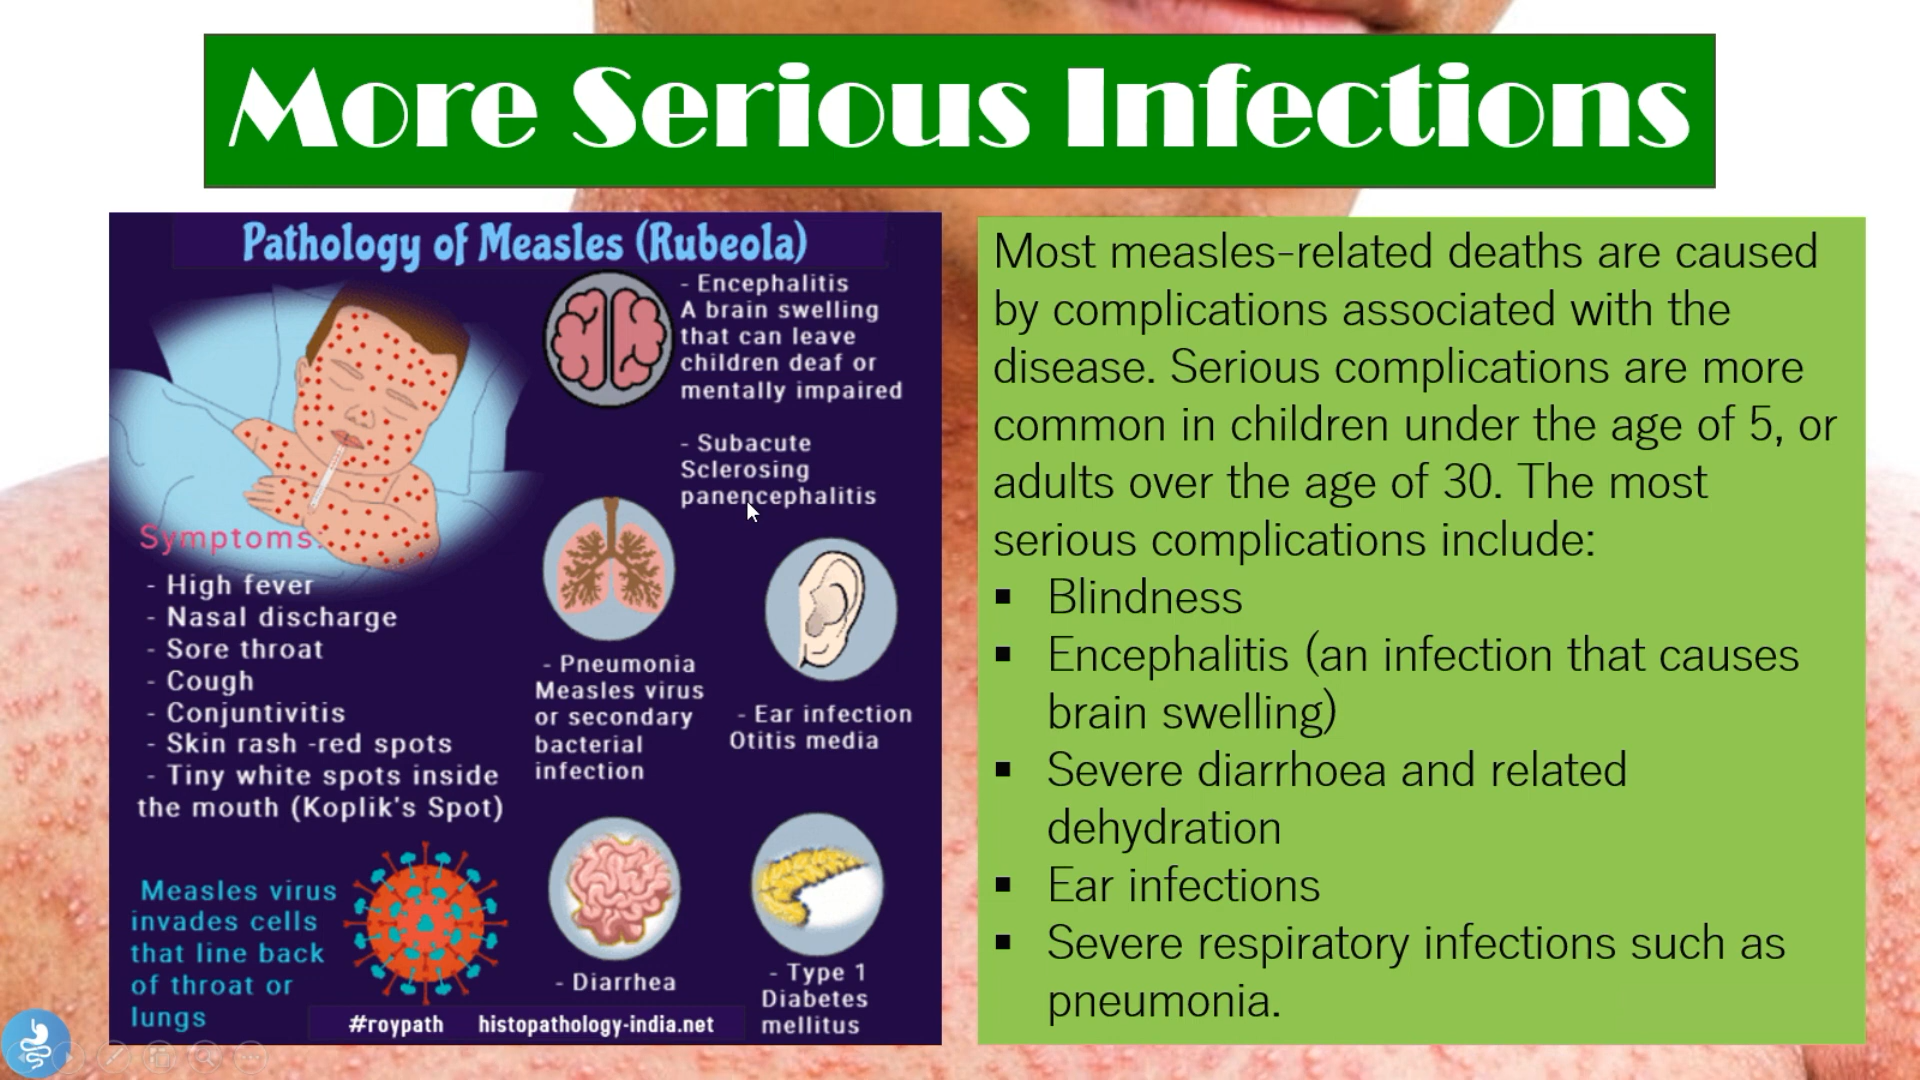 More Serious Infections
Pathology of Measles (Rubeola)
- Encephalitis
A brain swelling
that can leave
children deaf or
mentally impaired
- Subacute
Sclerosing
panencephalitis
Symptoms:
- High fever
- Nasal discharge
- Sore throat
- Cough
- Conjuntivitis
- Skin rash -red spots
- Tiny white spots inside
the mouth (Koplik's Spot)
- Pneumonia
Measles virus
or secondary
bacterial
infection
- Ear infection
Otitis media
Measles virus
invades cells
that line back
of throat or
lungs
- Diarrhea
- Type 1
Diabetes
mellitus
#roypath histopathology-india.net
Most measles-related deaths are caused
by complications associated with the
disease. Serious complications are more
common in children under the age of 5, or
adults over the age of 30. The most
serious complications include:
▪ Blindness
▪ Encephalitis (an infection that causes
brain swelling)
▪ Severe diarrhoea and related
dehydration
▪ Ear infections
▪ Severe respiratory infections such as
pneumonia.